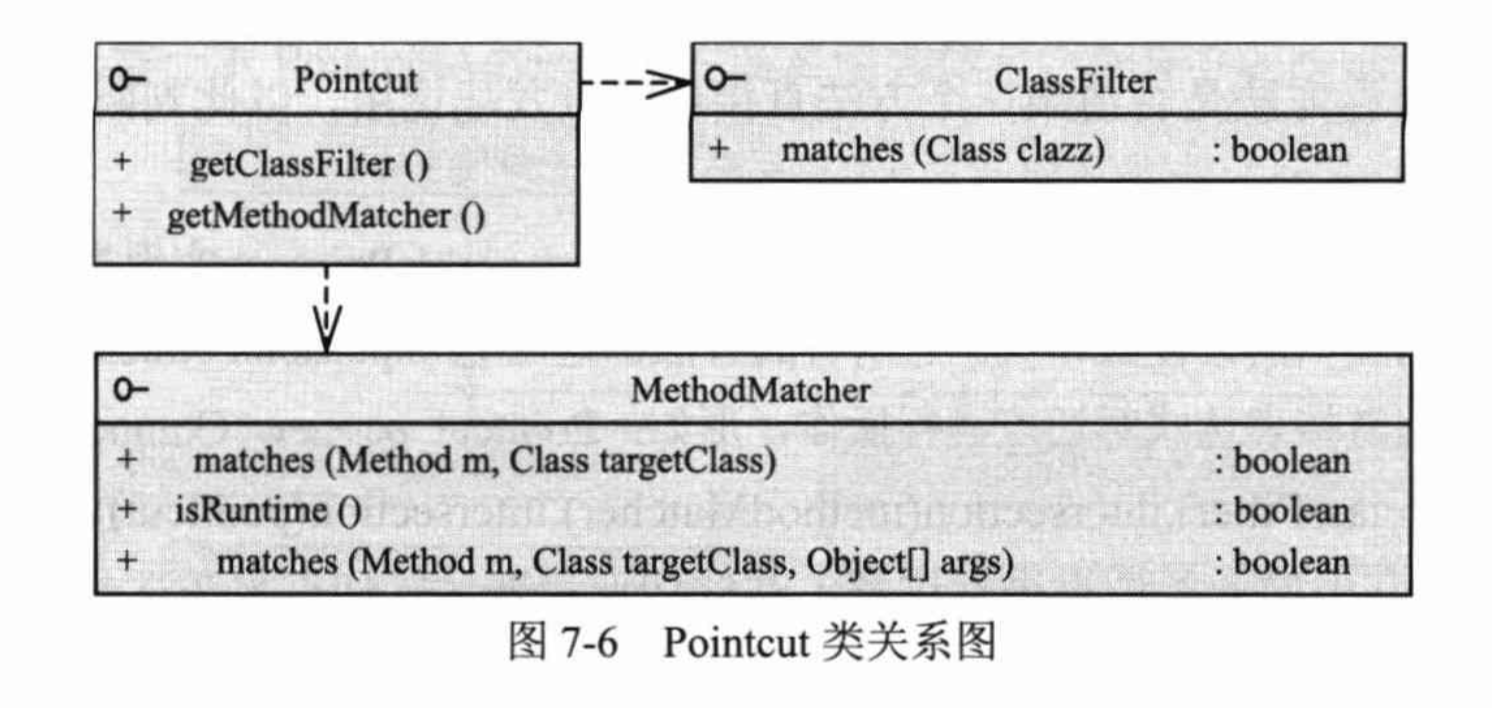 Pointcut
+ getClassFilter ()
+ getMethodMatcher ()
ClassFilter
+ matches (Class clazz) : boolean
MethodMatcher
+ matches (Method m, Class targetClass) : boolean
+ isRuntime () : boolean
+ matches (Method m, Class targetClass, Object[] args) : boolean
图 7-6 Pointcut 类关系图